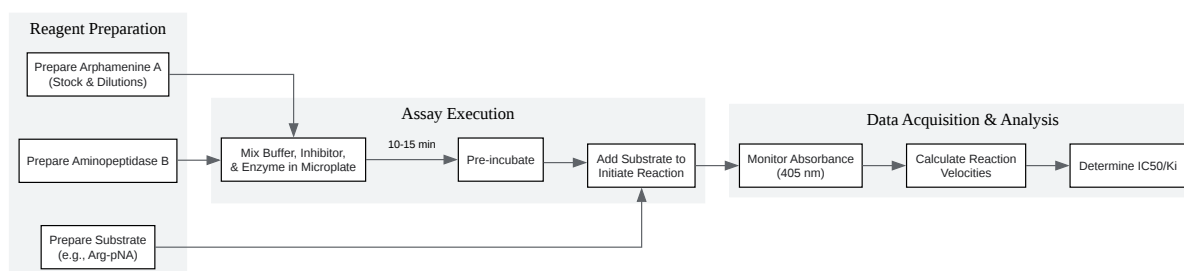 Reagent Preparation
Prepare Arphamenine A
(Stock & Dilutions)
Prepare Aminopeptidase B
Prepare Substrate
(e.g., Arg-pNA)
Assay Execution
Mix Buffer, Inhibitor,
& Enzyme in Microplate
10-15 min
Pre-incubate
Add Substrate to
Initiate Reaction
Data Acquisition & Analysis
Monitor Absorbance
(405 nm)
Calculate Reaction
Velocities
Determine IC50/Ki